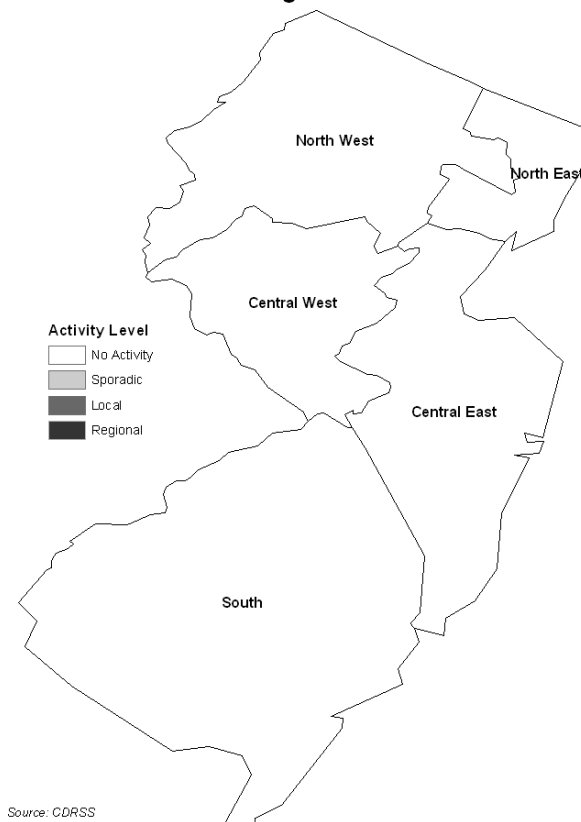 North West
North East
Central West
Activity Level
No Activity
Sporadic
Local
Regional
Central East
South
Source: CDRSS